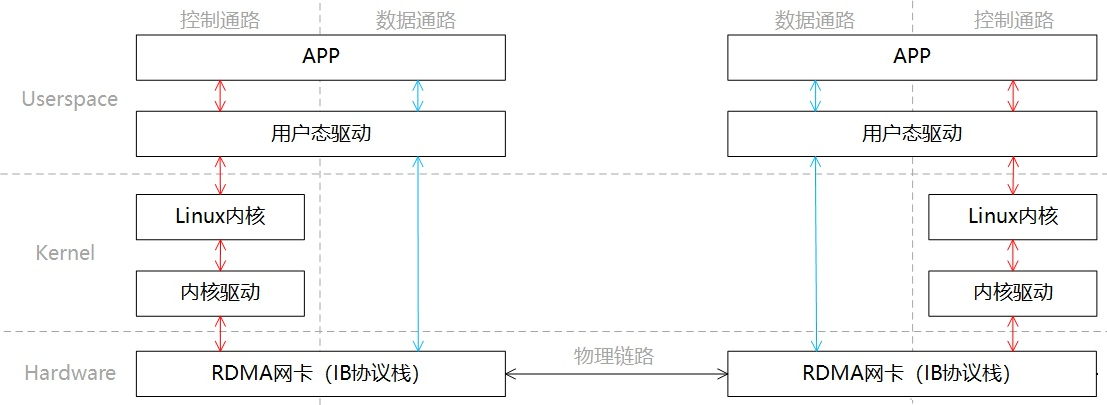 控制通路 数据通路 数据通路 控制通路
APP APP
Userspace
用户态驱动 用户态驱动
Linux内核 Linux内核
Kernel
内核驱动 内核驱动
物理链路
Hardware RDMA网卡（IB协议栈） RDMA网卡（IB协议栈）